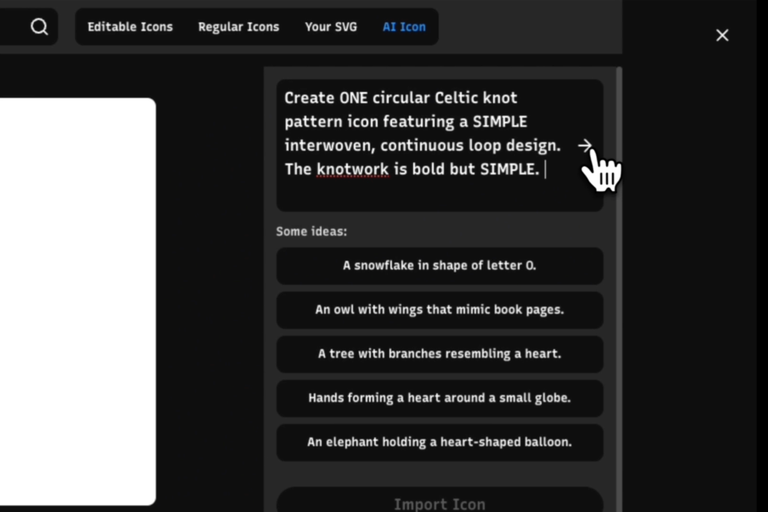 Editable Icons Regular Icons Your SVG AI Icon
Create ONE circular Celtic knot
pattern icon featuring a SIMPLE
interwoven, continuous loop design.
The knotwork is bold but SIMPLE.
Some ideas:
A snowflake in shape of letter O.
An owl with wings that mimic book pages.
A tree with branches resembling a heart.
Hands forming a heart around a small globe.
An elephant holding a heart-shaped balloon.
Import Icon